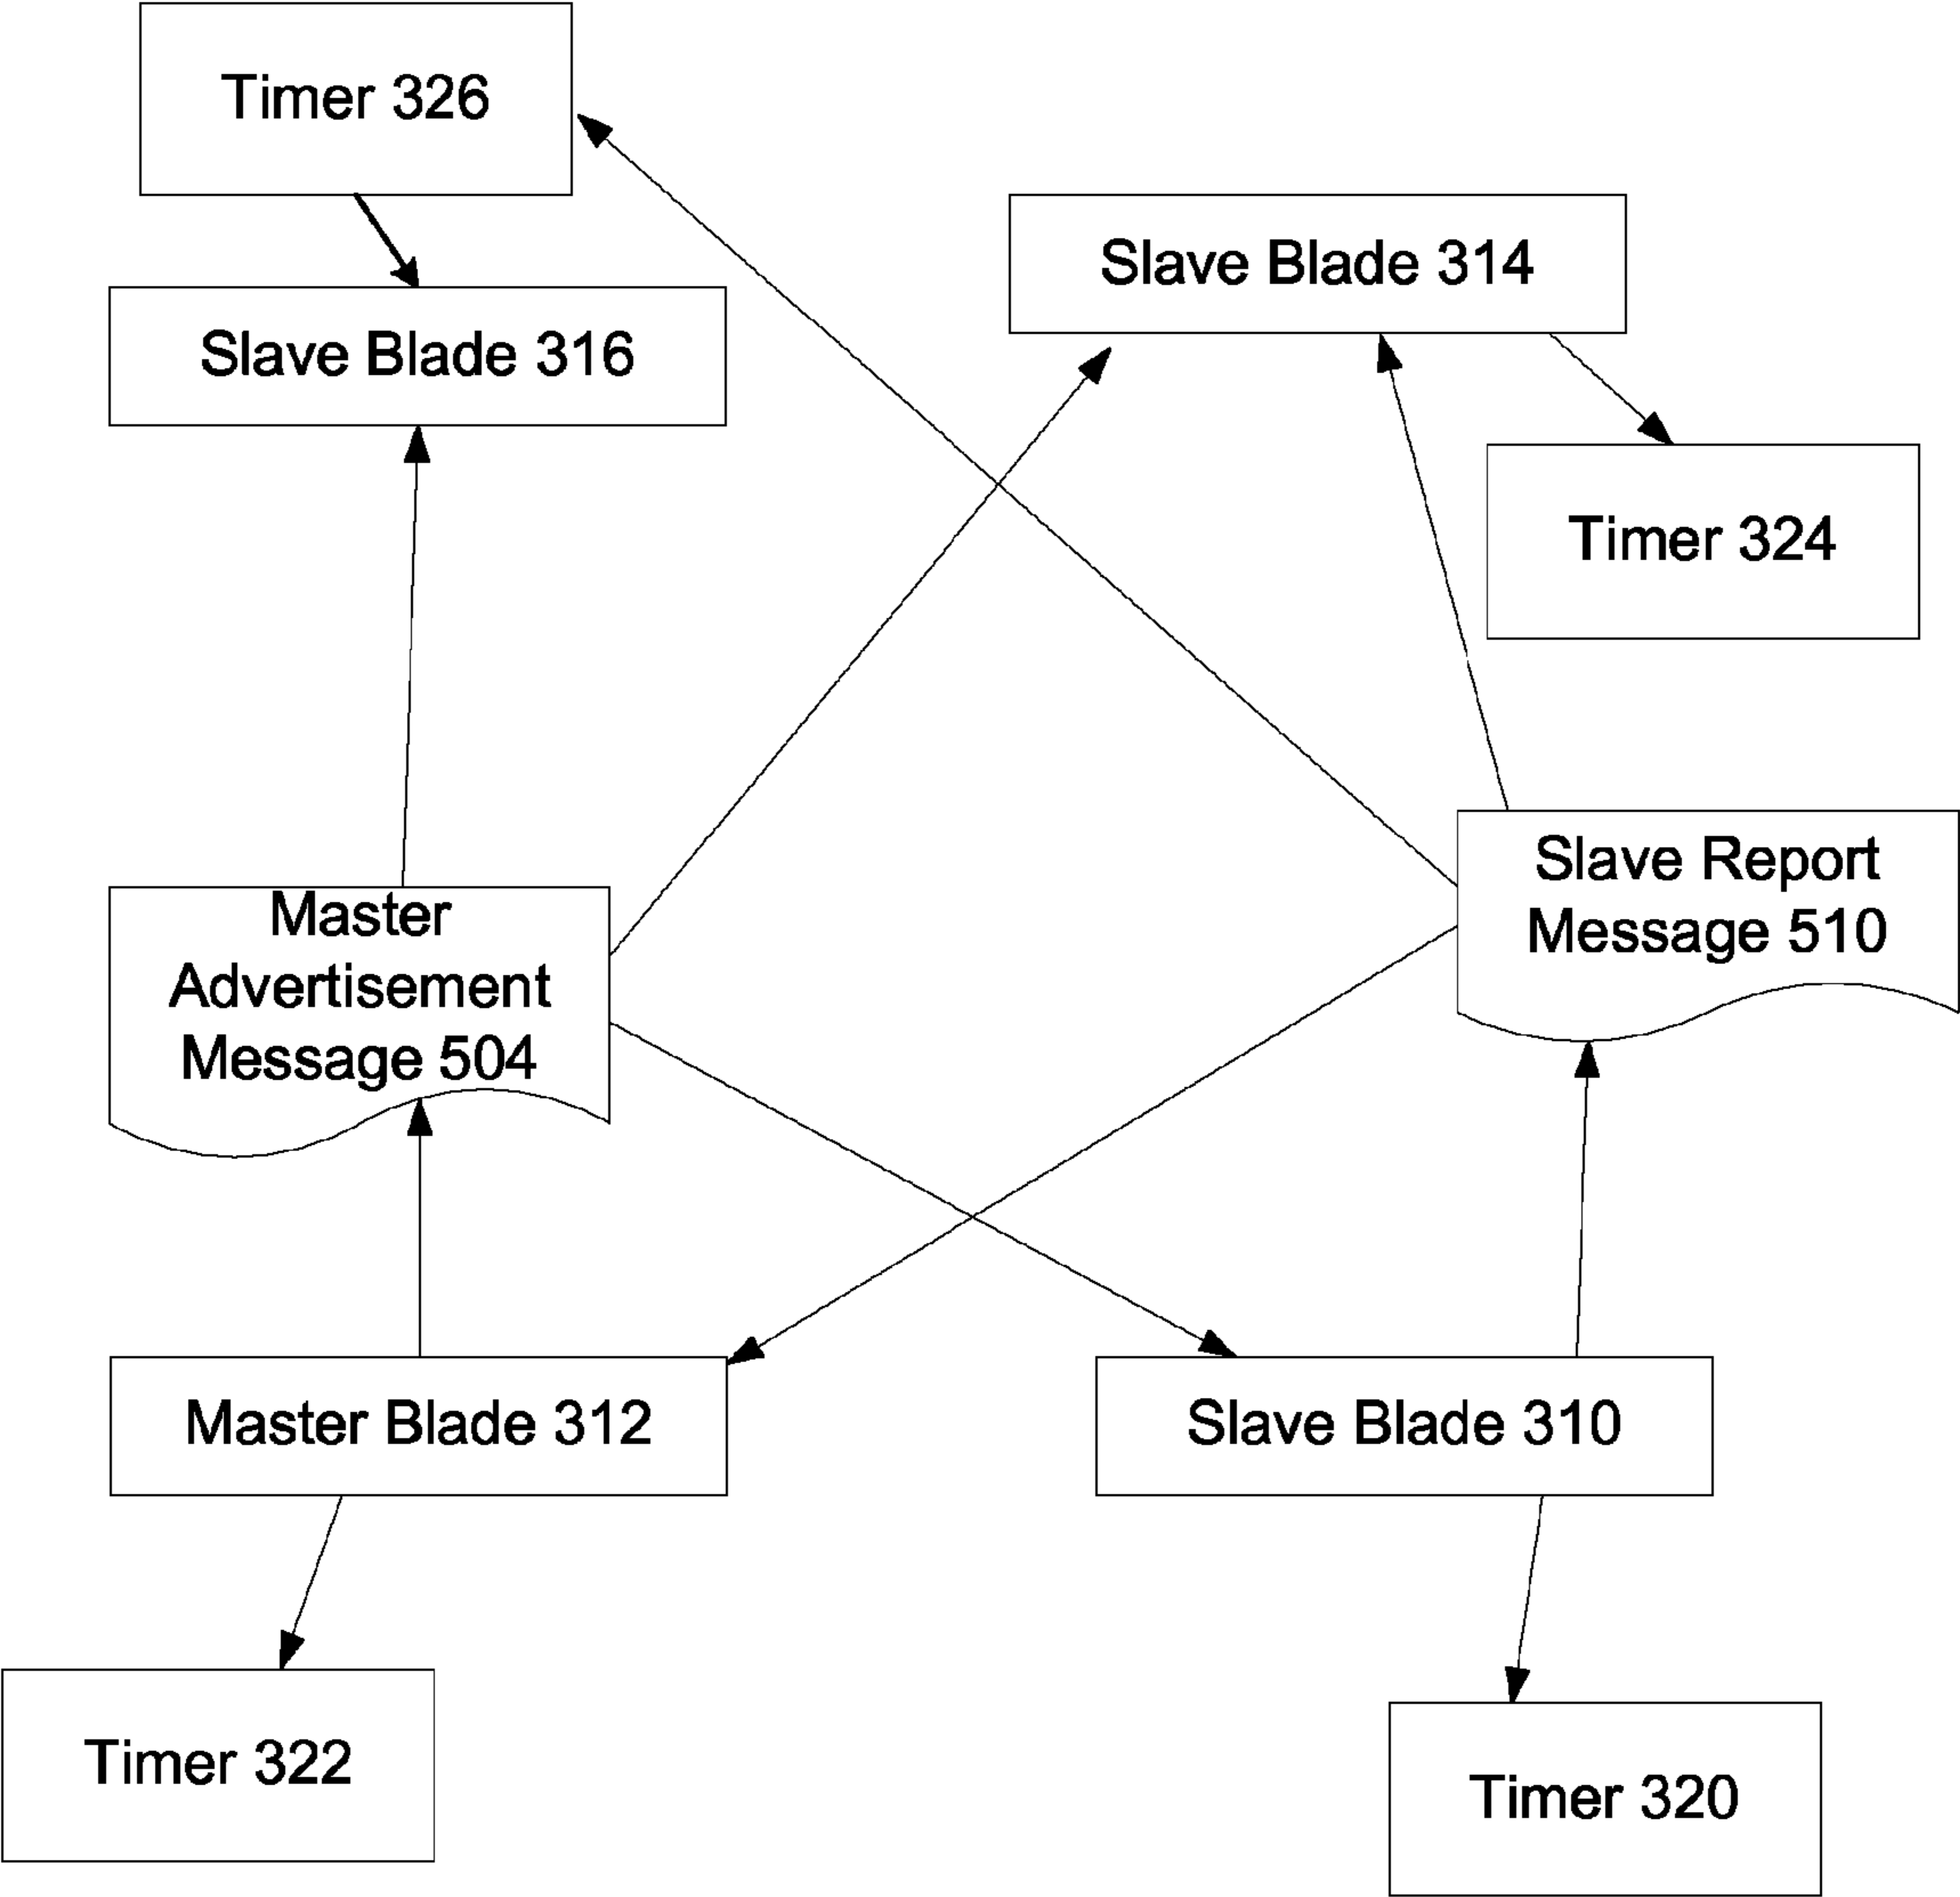 Timer 326
Slave Blade 314
Slave Blade 316
Timer 324
Slave Report
Message 510
Master
Advertisement
Message 504
Master Blade 312
Slave Blade 310
Timer 322
Timer 320